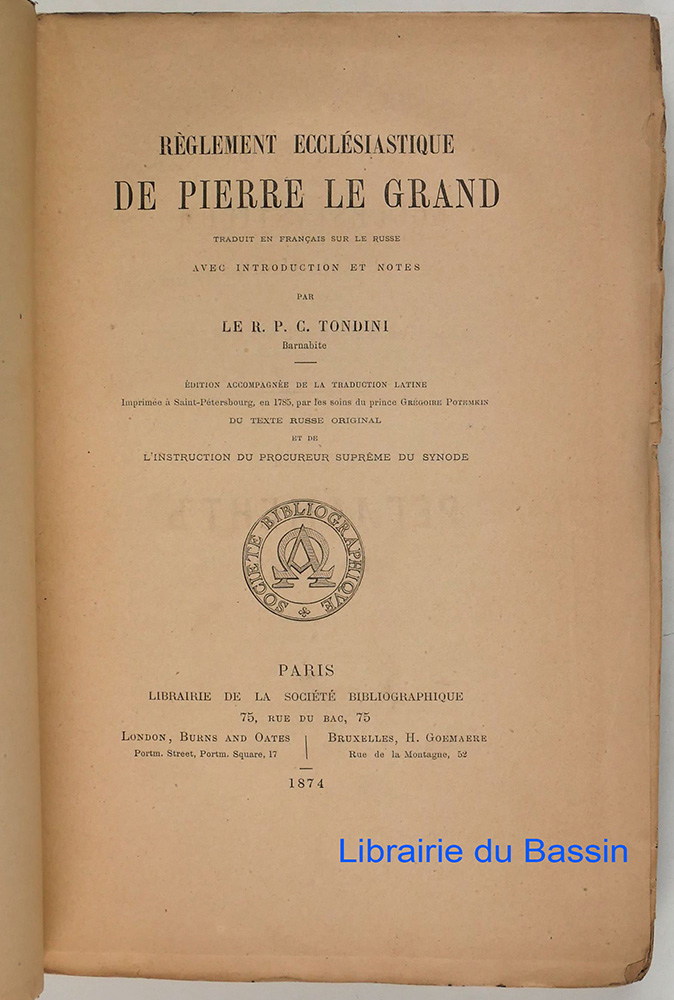 RÈGLEMENT ECCLÉSIASTIQUE
DE PIERRE LE GRAND
TRADUIT EN FRANÇAIS SUR LE RUSSE
AVEC INTRODUCTION ET NOTES
PAR
LE R. P. C. TONDINI
Barnabite
ÉDITION ACCOMPAGNÉE DE LA TRADUCTION LATINE
Imprimée à Saint-Pétersbourg, en 1785, par les soins du prince GRÉGOIRE POTEMKIN
DU TEXTE RUSSE ORIGINAL
ET DE
L'INSTRUCTION DU PROCUREUR SUPRÊME DU SYNODE
SOCIETE BIBLIOGRAPHIQVE
ΑΩ
PARIS
LIBRAIRIE DE LA SOCIÉTÉ BIBLIOGRAPHIQUE
75, RUE DU BAC, 75
LONDON, BURNS AND OATES
Portm. Street, Portm. Square, 17
BRUXELLES, H. GOEMAERE
Rue de la Montagne, 52
1874
Librairie du Bassin